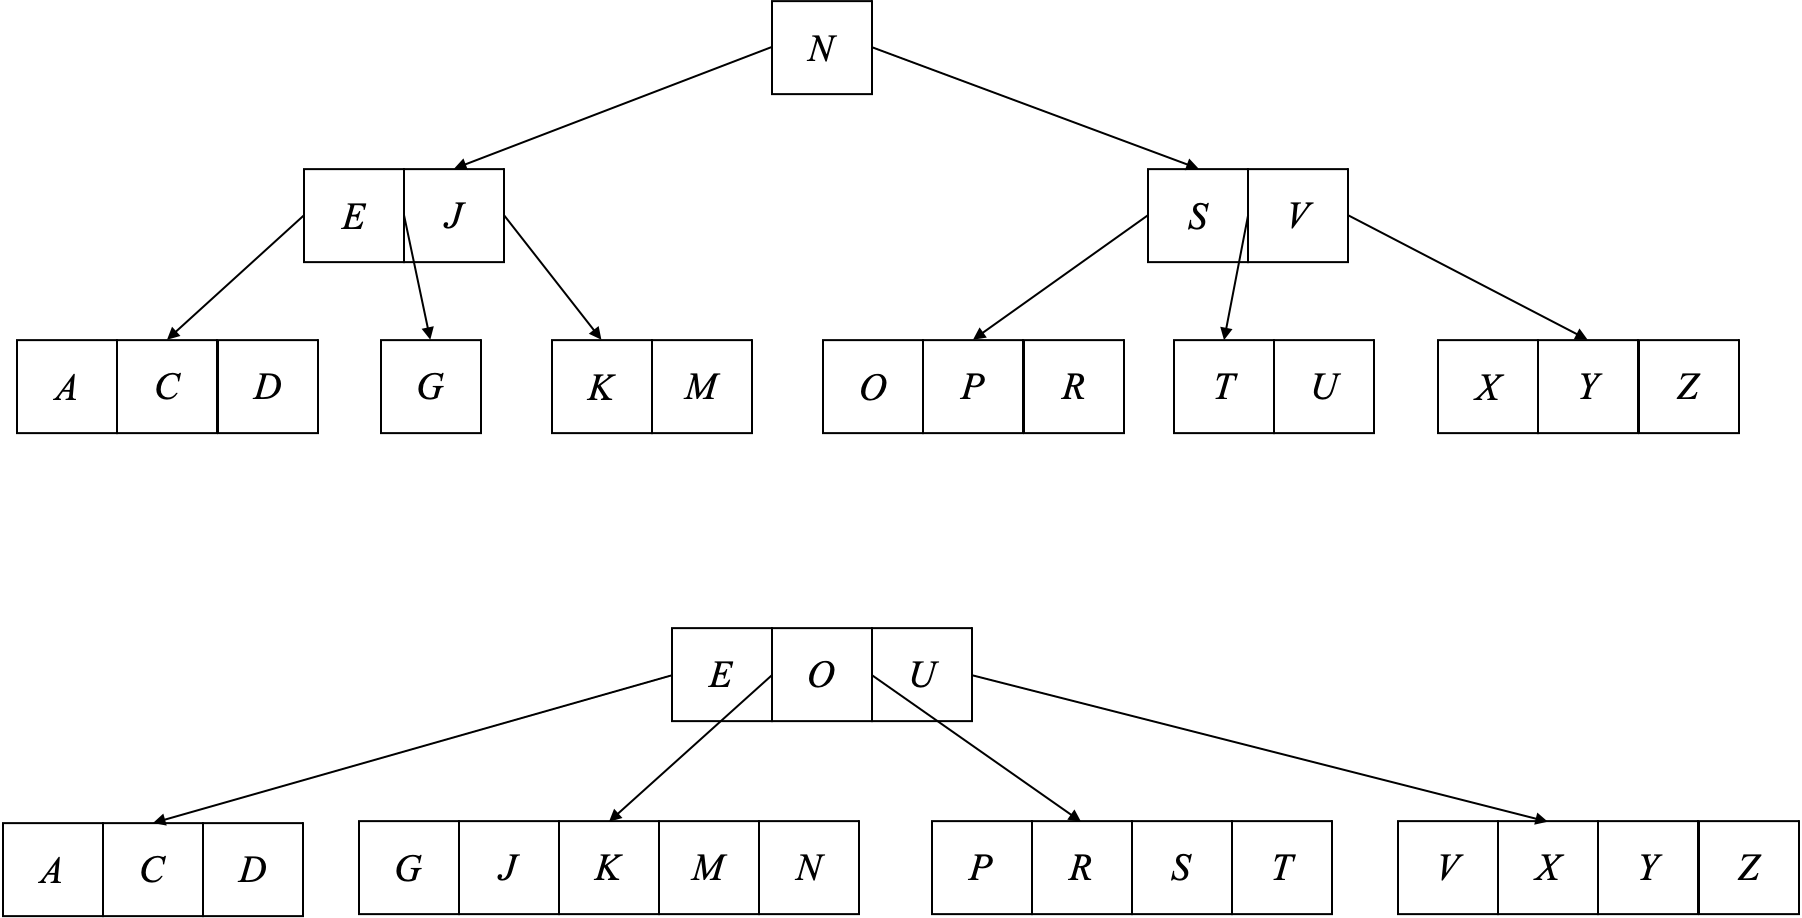 N
E J S V
A C D G K M O P R T U X Y Z
E O U
A C D G J K M N P R S T V X Y Z